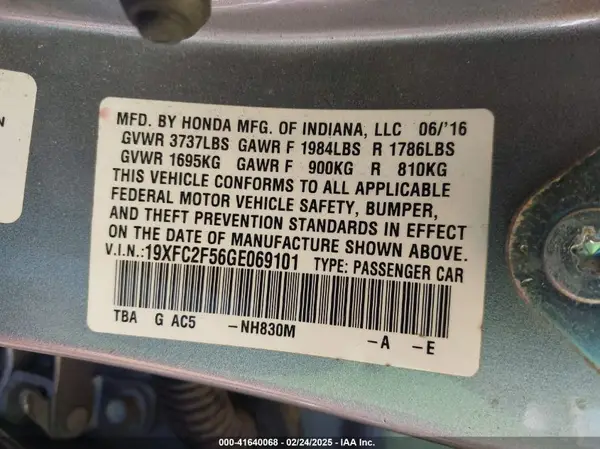 N
MFD. BY HONDA MFG. OF INDIANA, LLC 06/'16
GVWR 3737LBS GAWR F 1984LBS R 1786LBS
GVWR 1695KG GAWR F 900KG R 810KG
THIS VEHICLE CONFORMS TO ALL APPLICABLE
FEDERAL MOTOR VEHICLE SAFETY, BUMPER,
AND THEFT PREVENTION STANDARDS IN EFFECT
ON THE DATE OF MANUFACTURE SHOWN ABOVE.
V.I.N.:19XFC2F56GE069101 TYPE: PASSENGER CAR
TBA G AC5 -NH830M -A -E
©-41640068 - 02/24/2025 - IAA Inc.